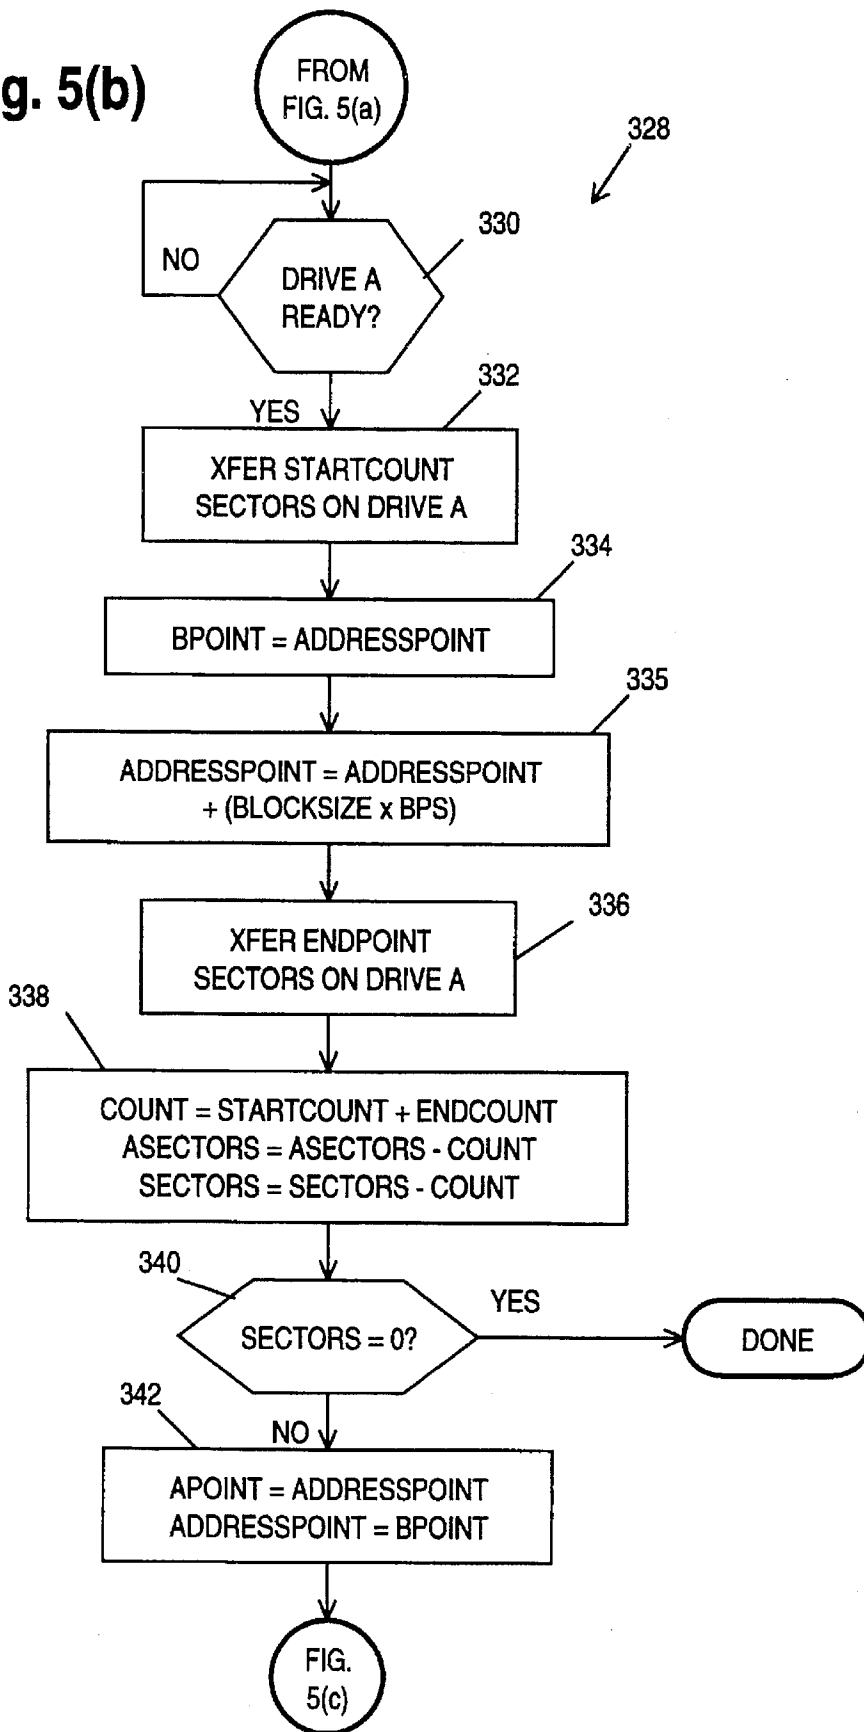 g. 5(b)
FROM
FIG. 5(a)
328
330
NO
DRIVE A
READY?
332
YES
XFER STARTCOUNT
SECTORS ON DRIVE A
334
BPOINT = ADDRESSPOINT
335
ADDRESSPOINT = ADDRESSPOINT
+ (BLOCKSIZE x BPS)
336
XFER ENDPOINT
SECTORS ON DRIVE A
338
COUNT = STARTCOUNT + ENDCOUNT
ASECTORS = ASECTORS - COUNT
SECTORS = SECTORS - COUNT
340
YES
SECTORS = 0?
DONE
342
NO
APOINT = ADDRESSPOINT
ADDRESSPOINT = BPOINT
FIG.
5(c)